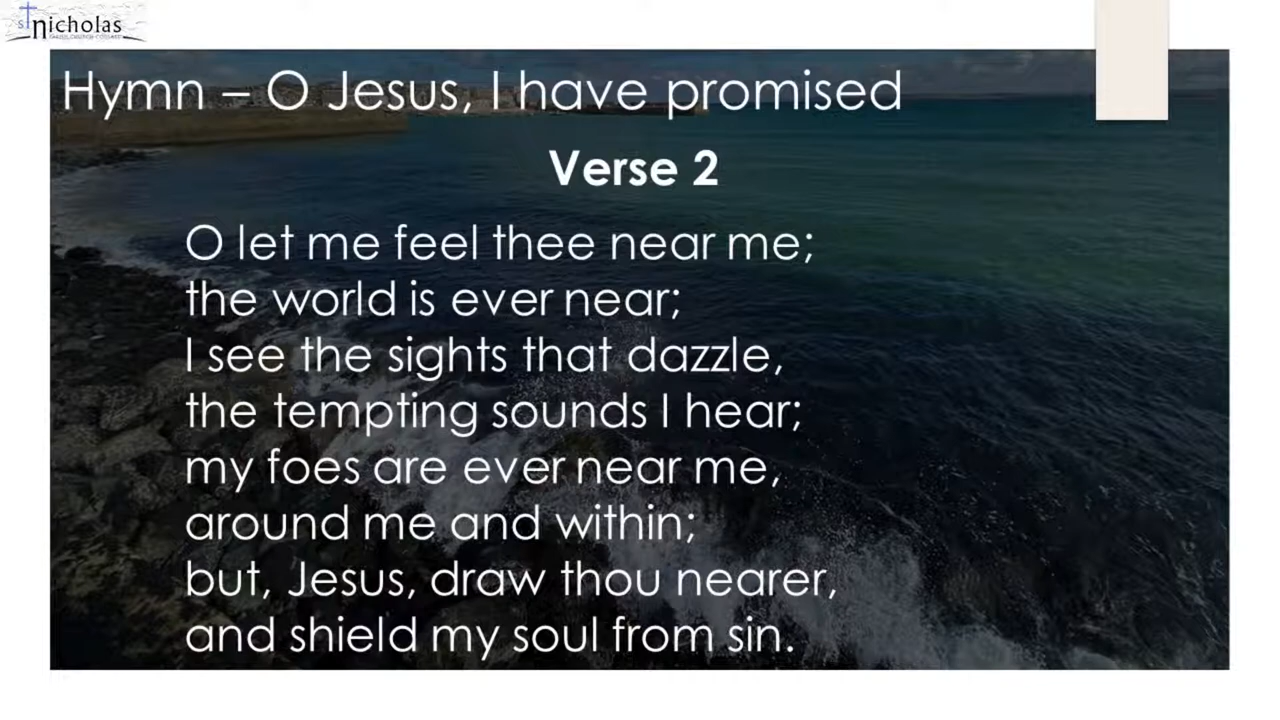 St Nicholas
Hymn – O Jesus, I have promised
Verse 2
O let me feel thee near me;
the world is ever near;
I see the sights that dazzle,
the tempting sounds I hear;
my foes are ever near me,
around me and within;
but, Jesus, draw thou nearer,
and shield my soul from sin.